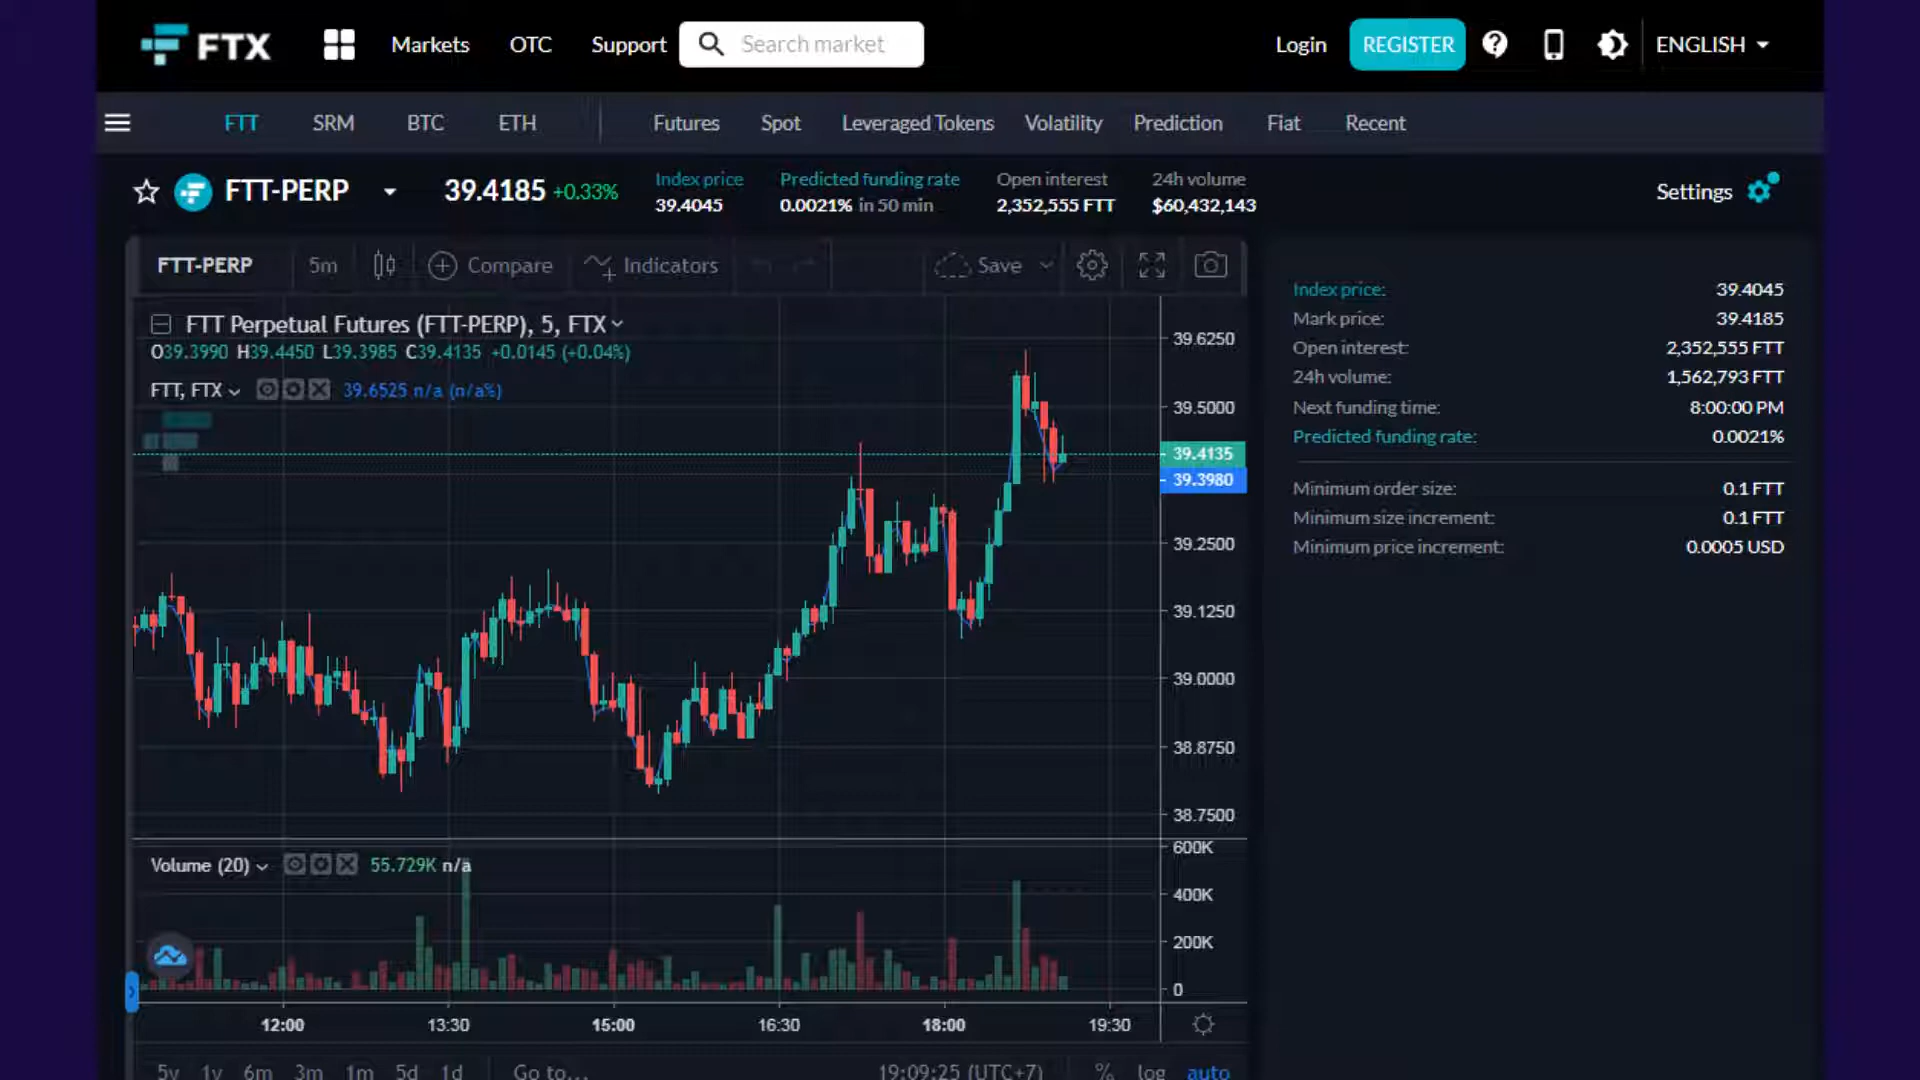 FTX Markets OTC Support Search market Login REGISTER ENGLISH
FTT SRM BTC ETH Futures Spot Leveraged Tokens Volatility Prediction Fiat Recent
FTT-PERP 39.4185 +0.33%
Index price
39.4045
Predicted funding rate
0.0021% in 50 min
Open interest
2,352,555 FTT
24h volume
$60,432,143
Settings
FTT-PERP 5m Compare Indicators Save
FTT Perpetual Futures (FTT-PERP), 5, FTX
O39.3990 H39.4450 L39.3985 C39.4135 +0.0145 (+0.04%)
FTT, FTX 39.6525 n/a (n/a%)
39.6250
39.5000
39.4135
39.3980
39.2500
39.1250
39.0000
38.8750
38.7500
Volume (20) 55.729K n/a
600K
400K
200K
0
12:00 13:30 15:00 16:30 18:00 19:30
5y 1y 6m 3m 1m 5d 1d Go to... 19:09:25 (UTC+7) % log auto
Index price: 39.4045
Mark price: 39.4185
Open interest: 2,352,555 FTT
24h volume: 1,562,793 FTT
Next funding time: 8:00:00 PM
Predicted funding rate: 0.0021%
Minimum order size: 0.1 FTT
Minimum size increment: 0.1 FTT
Minimum price increment: 0.0005 USD